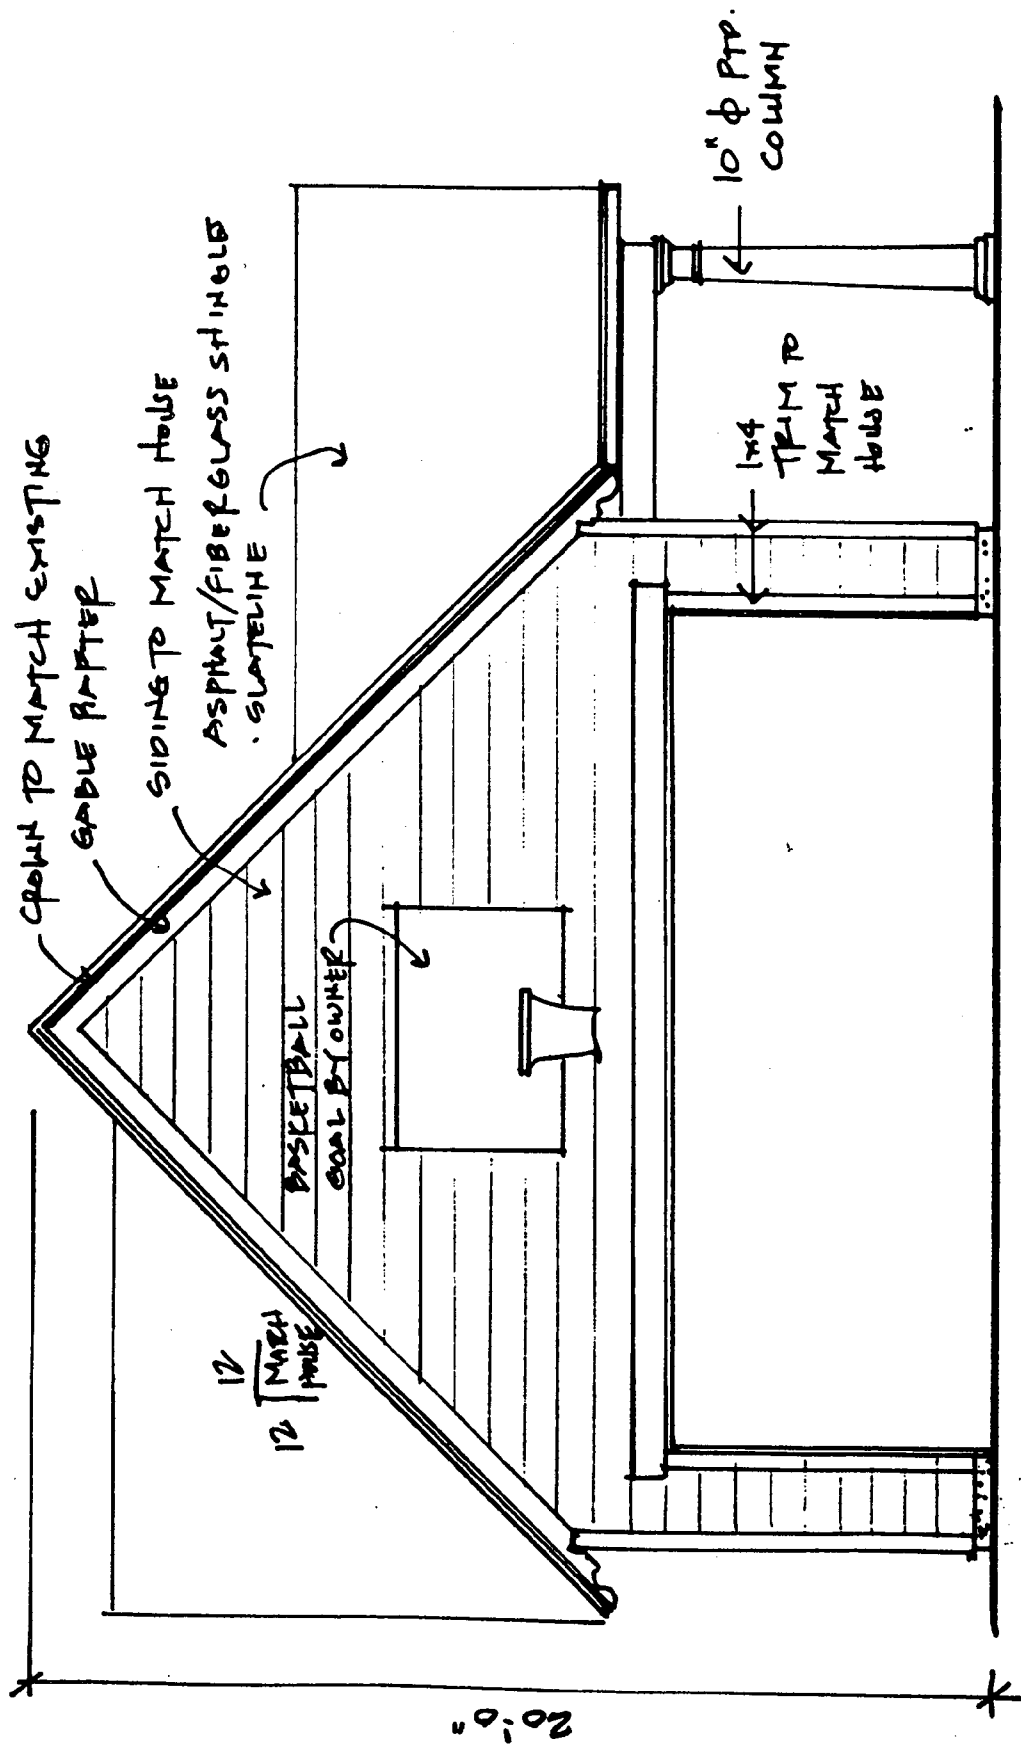 CROWN TO MATCH EXISTING
GABLE RAFTER
SIDING TO MATCH HOUSE
ASPHALT/FIBERGLASS SHINGLE
. SLATELINE
12
12
MATCH
HOUSE
BASKETBALL
GOAL BY OWNER
10" φ PTD.
COLUMN
1x4
TRIM TO
MATCH
HOUSE
20'-0"